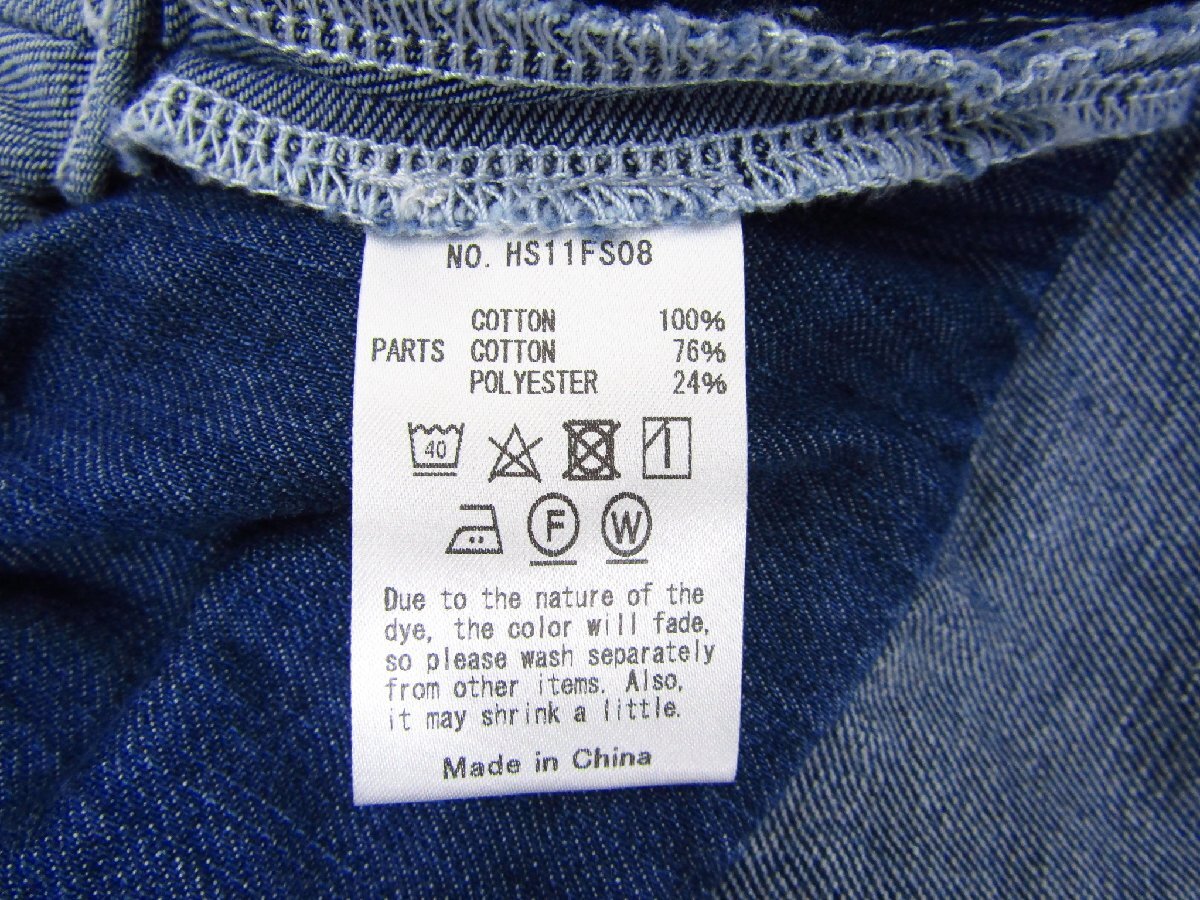 NO. HS11FS08
COTTON 100%
PARTS COTTON 76%
POLYESTER 24%
40
F W
Due to the nature of the
dye, the color will fade,
so please wash separately
from other items. Also,
it may shrink a little.
Made in China